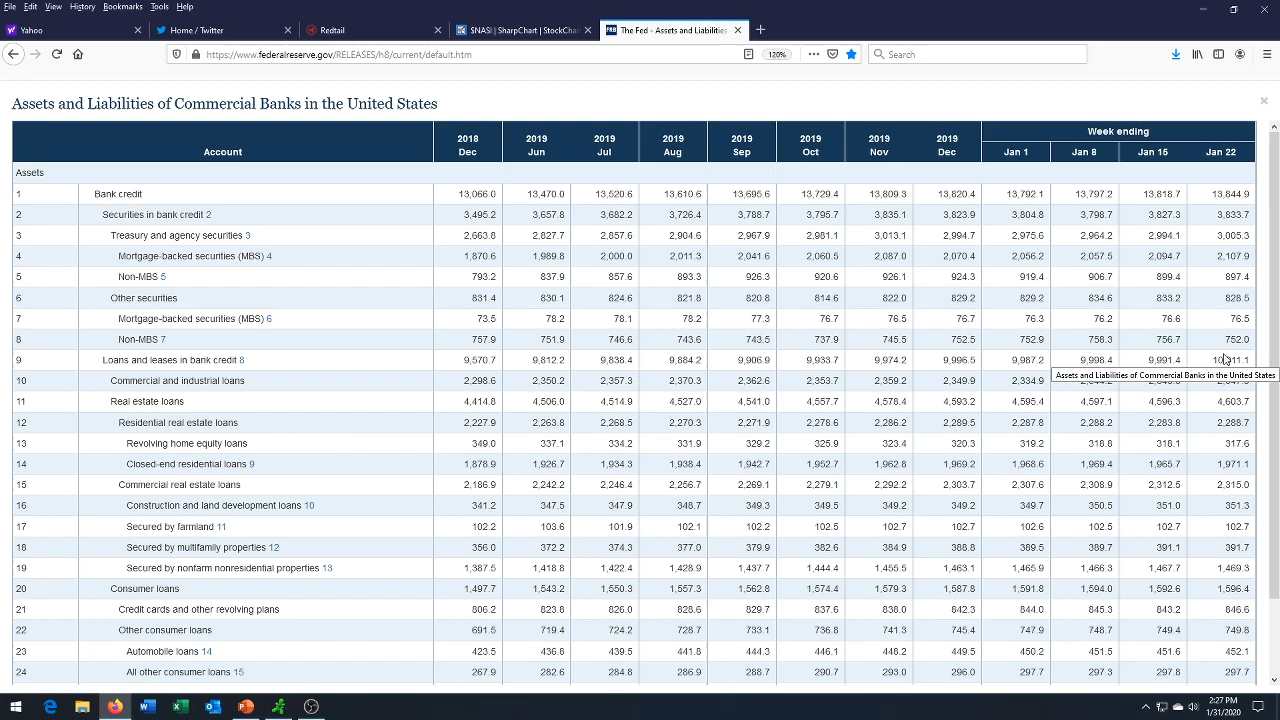 File Edit View History Bookmarks Tools Help
Yahoo Home / Twitter Redtail $NASI | SharpChart | StockChar The Fed - Assets and Liabilities
https://www.federalreserve.gov/RELEASES/h8/current/default.htm 120% Search
Assets and Liabilities of Commercial Banks in the United States
Account 2018 Dec 2019 Jun 2019 Jul 2019 Aug 2019 Sep 2019 Oct 2019 Nov 2019 Dec Week ending Jan 1 Jan 8 Jan 15 Jan 22
Assets
1 Bank credit 13,066.0 13,470.0 13,520.6 13,610.6 13,695.6 13,729.4 13,809.3 13,820.4 13,792.1 13,797.2 13,818.7 13,844.9
2 Securities in bank credit 2 3,495.2 3,657.8 3,682.2 3,726.4 3,788.7 3,795.7 3,835.1 3,823.9 3,804.8 3,798.7 3,827.3 3,833.7
3 Treasury and agency securities 3 2,663.8 2,827.7 2,857.6 2,904.6 2,967.9 2,981.1 3,013.1 2,994.7 2,975.6 2,964.2 2,994.1 3,005.3
4 Mortgage-backed securities (MBS) 4 1,870.6 1,989.8 2,000.0 2,011.3 2,041.6 2,060.5 2,087.0 2,070.4 2,056.2 2,057.5 2,094.7 2,107.9
5 Non-MBS 5 793.2 837.9 857.6 893.3 926.3 920.6 926.1 924.3 919.4 906.7 899.4 897.4
6 Other securities 831.4 830.1 824.6 821.8 820.8 814.6 822.0 829.2 829.2 834.6 833.2 828.5
7 Mortgage-backed securities (MBS) 6 73.5 78.2 78.1 78.2 77.3 76.7 76.5 76.7 76.3 76.2 76.6 76.5
8 Non-MBS 7 757.9 751.9 746.6 743.6 743.5 737.9 745.5 752.5 752.9 758.3 756.7 752.0
9 Loans and leases in bank credit 8 9,570.7 9,812.2 9,838.4 9,884.2 9,906.9 9,933.7 9,974.2 9,996.5 9,987.2 9,998.4 9,991.4
10 Commercial and industrial loans 2,298.6 2,350.2 2,357.3 2,370.3 2,362.6 2,353.7 2,359.2 2,349.9 2,334.9
Assets and Liabilities of Commercial Banks in the United States
11 Real estate loans 4,414.8 4,506.0 4,514.9 4,527.0 4,541.0 4,557.7 4,578.4 4,593.2 4,595.4 4,597.1 4,596.3 4,603.7
12 Residential real estate loans 2,227.9 2,263.8 2,268.5 2,270.3 2,271.9 2,278.6 2,286.2 2,289.5 2,287.8 2,288.2 2,283.8 2,288.7
13 Revolving home equity loans 349.0 337.1 334.2 331.9 329.2 325.9 323.4 320.3 319.2 318.8 318.1 317.6
14 Closed-end residential loans 9 1,878.9 1,926.7 1,934.3 1,938.4 1,942.7 1,952.7 1,962.8 1,969.2 1,968.6 1,969.4 1,965.7 1,971.1
15 Commercial real estate loans 2,186.9 2,242.2 2,246.4 2,256.7 2,269.1 2,279.1 2,292.2 2,303.7 2,307.6 2,308.9 2,312.5 2,315.0
16 Construction and land development loans 10 341.2 347.5 347.9 348.7 349.3 349.5 349.2 349.2 349.7 350.5 351.0 351.3
17 Secured by farmland 11 102.2 103.6 101.9 102.1 102.2 102.5 102.7 102.7 102.6 102.6 102.6 102.7
18 Secured by multifamily properties 12 356.0 372.2 374.3 377.0 379.9 382.6 384.9 388.8 389.5 389.7 391.1 391.7
19 Secured by nonfarm nonresidential properties 13 1,387.5 1,418.8 1,422.4 1,428.9 1,437.7 1,444.4 1,455.5 1,463.1 1,465.9 1,466.3 1,467.7 1,469.3
20 Consumer loans 1,497.7 1,543.2 1,550.3 1,557.3 1,562.8 1,574.4 1,579.3 1,587.8 1,591.8 1,594.0 1,592.6 1,596.4
21 Credit cards and other revolving plans 806.2 823.8 826.0 828.6 829.7 837.6 838.0 842.3 844.0 845.3 843.2 846.6
22 Other consumer loans 691.5 719.4 724.2 728.7 733.1 736.8 741.3 745.4 747.9 748.7 749.4 749.8
23 Automobile loans 14 423.5 436.8 439.5 441.8 444.3 446.1 448.2 449.5 450.2 451.5 451.6 452.1
24 All other consumer loans 15 267.9 282.6 284.8 286.9 288.7 290.7 293.0 296.0 297.7 297.3 297.8 297.7
2:27 PM
1/31/2020